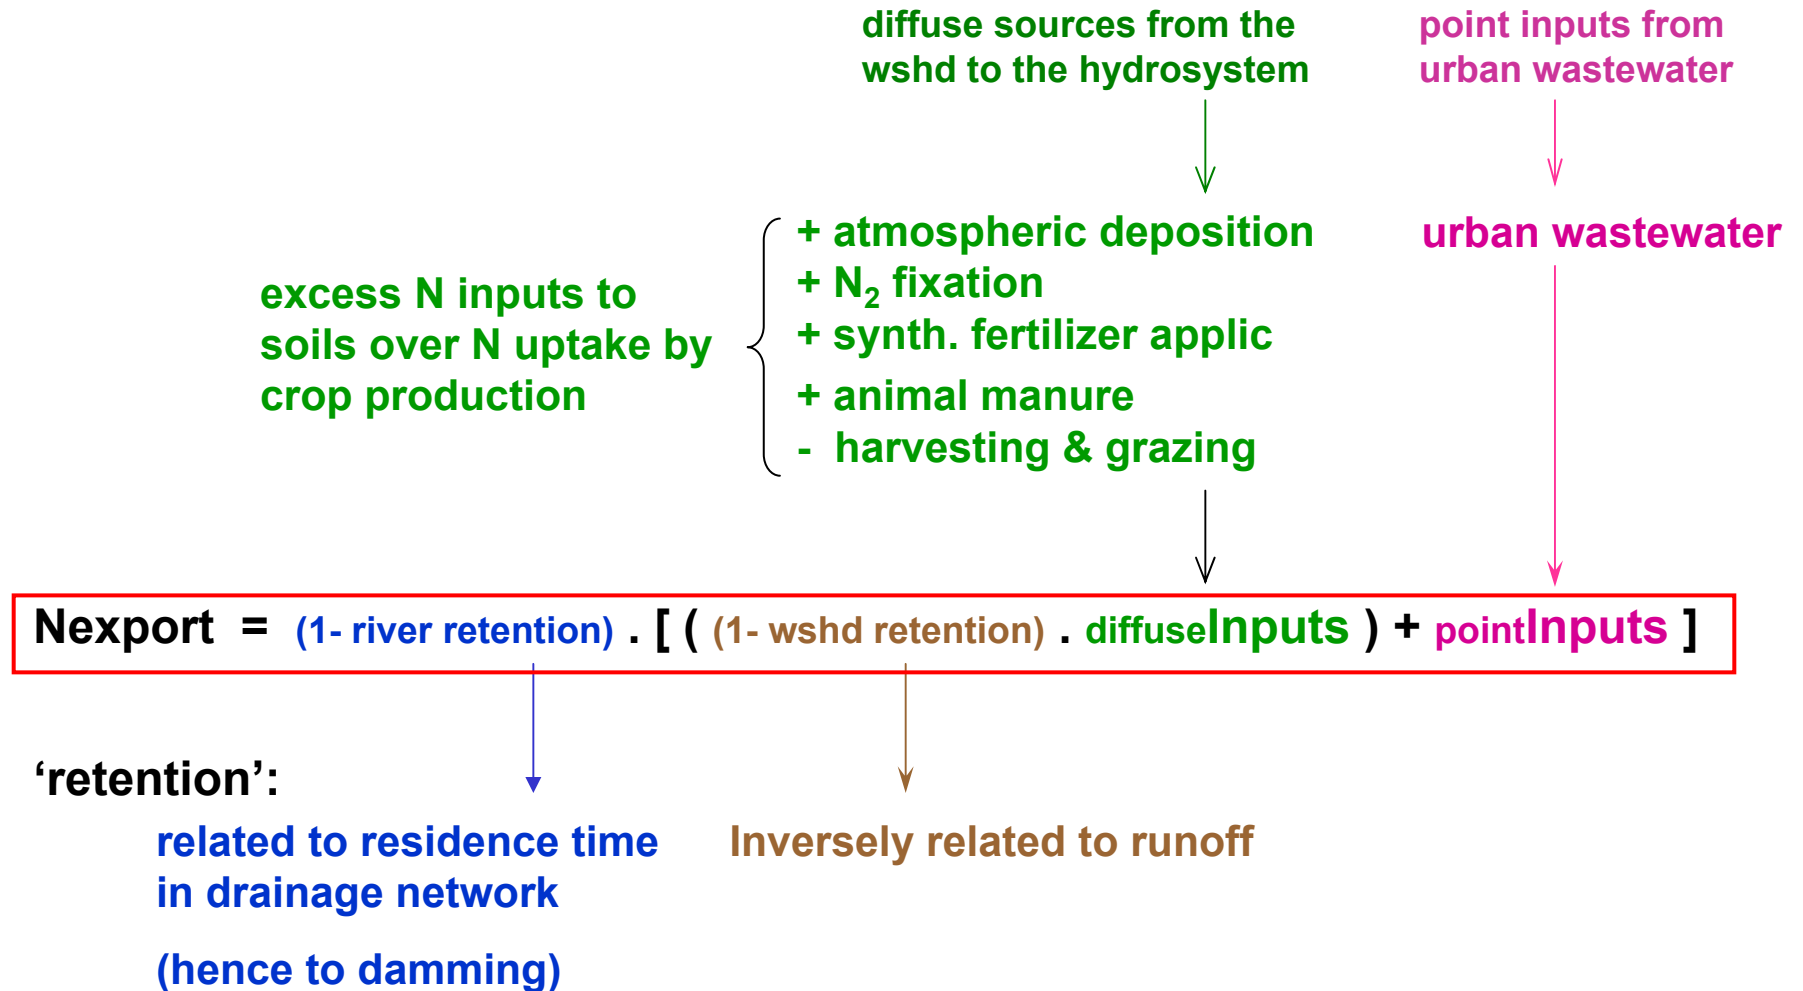 diffuse sources from the
wshd to the hydrosystem
point inputs from
urban wastewater
excess N inputs to
soils over N uptake by
crop production
+ atmospheric deposition
+ N₂ fixation
+ synth. fertilizer applic
+ animal manure
- harvesting & grazing
urban wastewater
Nexport = (1- river retention) . [ ( (1- wshd retention) . diffuseInputs ) + pointInputs ]
‘retention’:
related to residence time
in drainage network
(hence to damming)
Inversely related to runoff